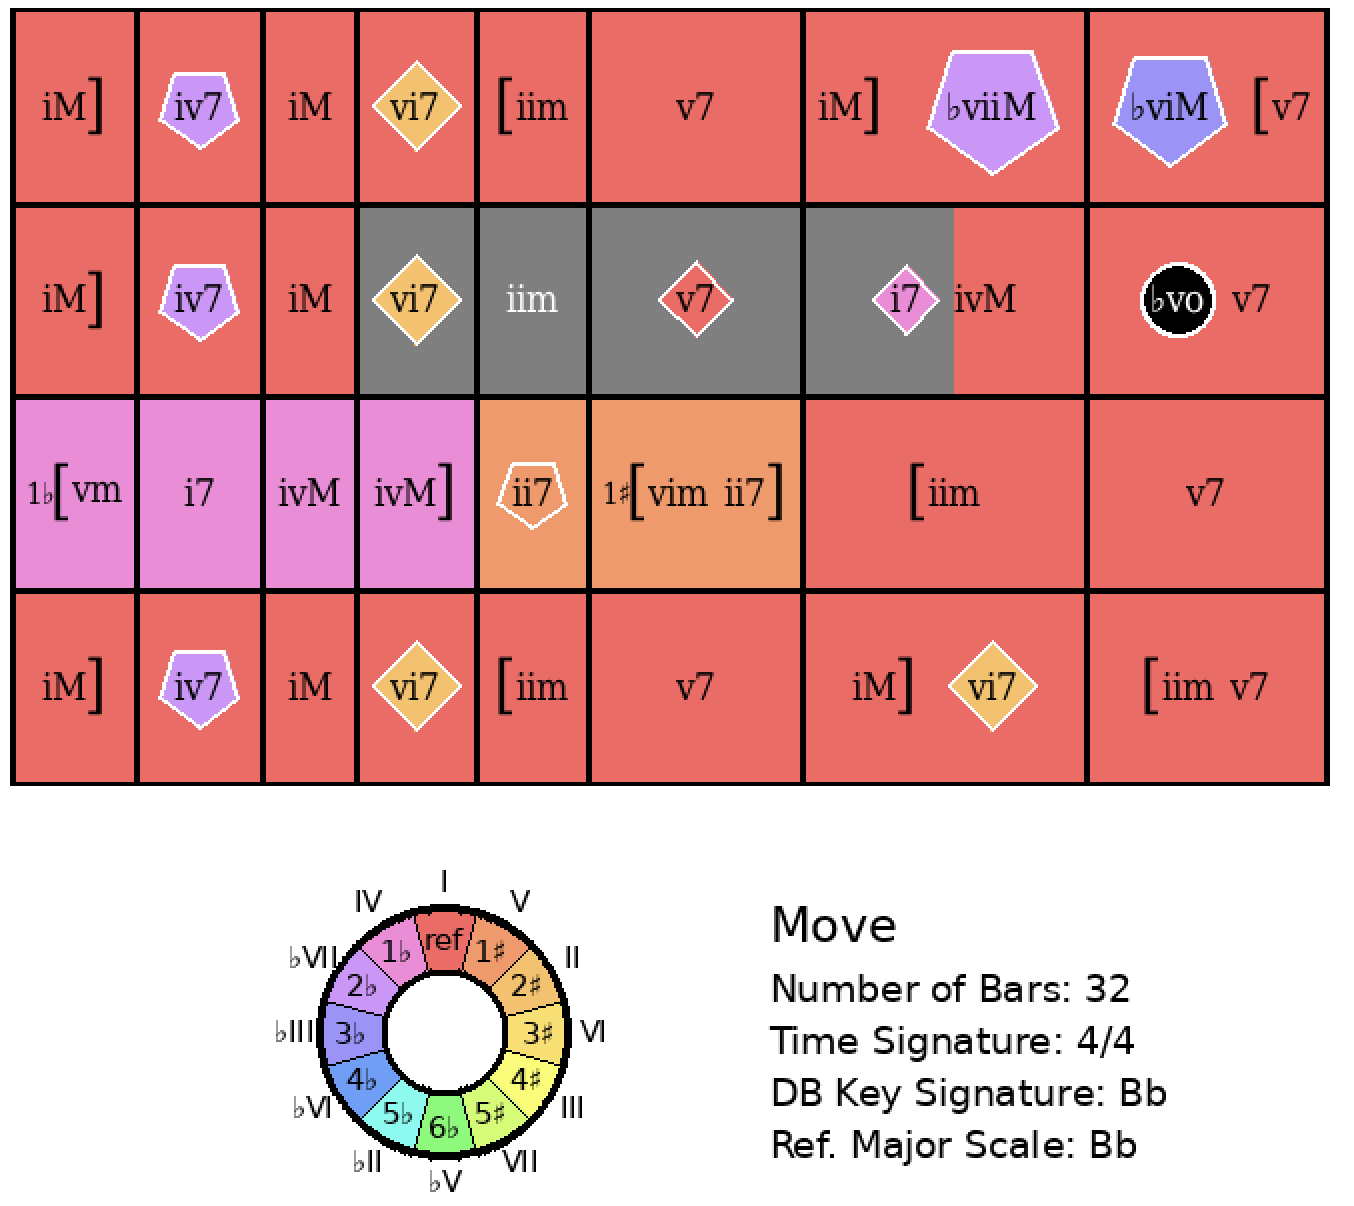 iM] iv7 iM vi7 [iim v7 iM] ♭viiM ♭viM [v7
iM] iv7 iM vi7 iim v7 i7 ivM ♭vo v7
1♭[vm i7 ivM ivM] ii7 1♯[vim ii7] [iim v7
iM] iv7 iM vi7 [iim v7 iM] vi7 [iim v7
I
IV V
♭VII II
♭III VI
♭VI III
♭II VII
♭V
ref
1♭ 1♯
2♭ 2♯
3♭ 3♯
4♭ 4♯
5♭ 5♯
6♭
Move
Number of Bars: 32
Time Signature: 4/4
DB Key Signature: Bb
Ref. Major Scale: Bb